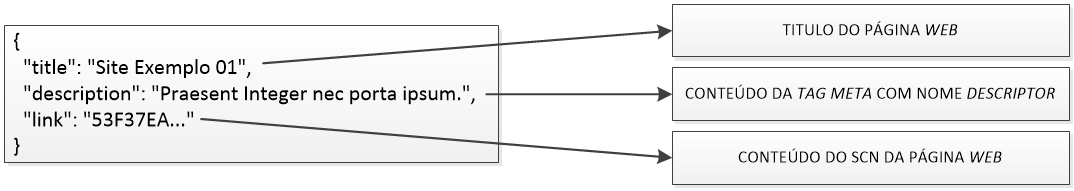 {
"title": "Site Exemplo 01",
"description": "Praesent Integer nec porta ipsum.",
"link": "53F37EA..."
}
TITULO DO PÁGINA WEB
CONTEÚDO DA TAG META COM NOME DESCRIPTOR
CONTEÚDO DO SCN DA PÁGINA WEB